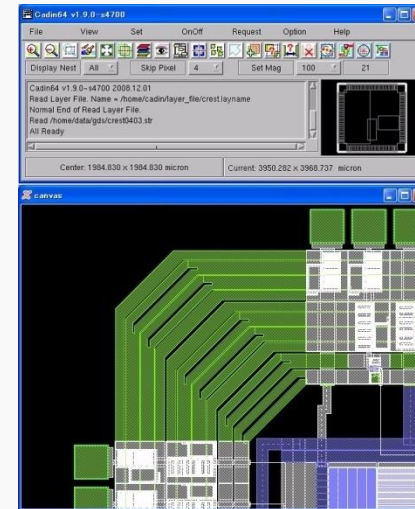 Cadin64 v1.9.0-s4700
File View Set OnOff Request Option Help
Display Nest All Skip Pixel 4 Set Mag 100 21
Cadin64 v1.9.0-s4700 2008.12.01
Read Layer File. Name = /home/cadin/layer_file/crest.layname
Normal End of Read Layer File.
Read /home/data/gds/crest0403.str
All Ready
Center: 1984.830 x 1984.830 micron Current: 3950.282 x 3968.737 micron
canvas